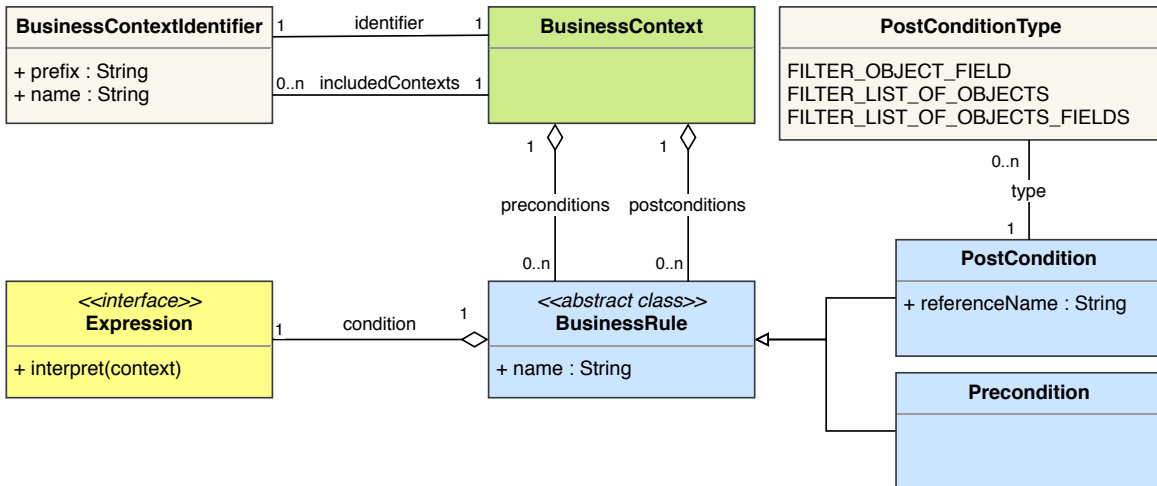 BusinessContextIdentifier
+ prefix : String
+ name : String
1
identifier
1
0..n
includedContexts
1
BusinessContext
PostConditionType
FILTER_OBJECT_FIELD
FILTER_LIST_OF_OBJECTS
FILTER_LIST_OF_OBJECTS_FIELDS
1
1
preconditions
postconditions
0..n
0..n
0..n
type
1
<<interface>>
Expression
+ interpret(context)
1
condition
1
<<abstract class>>
BusinessRule
+ name : String
PostCondition
+ referenceName : String
Precondition